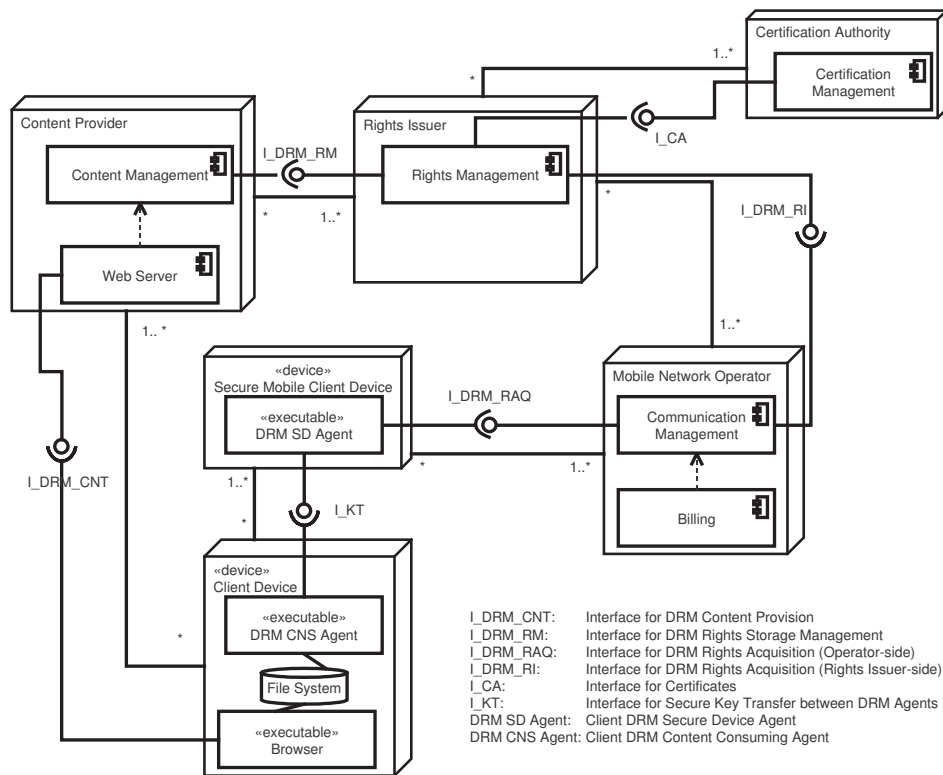 Certification Authority
1..*
*
Certification
Management
Content Provider
Rights Issuer
I_CA
I_DRM_RM
Content Management
Rights Management
*
1..*
*
I_DRM_RI
Web Server
1.. *
1..*
«device»
Secure Mobile Client Device
Mobile Network Operator
I_DRM_RAQ
«executable»
DRM SD Agent
Communication
Management
*
1..*
I_DRM_CNT
1..*
I_KT
Billing
*
«device»
Client Device
«executable»
DRM CNS Agent
*
File System
«executable»
Browser
I_DRM_CNT: Interface for DRM Content Provision
I_DRM_RM: Interface for DRM Rights Storage Management
I_DRM_RAQ: Interface for DRM Rights Acquisition (Operator-side)
I_DRM_RI: Interface for DRM Rights Acquisition (Rights Issuer-side)
I_CA: Interface for Certificates
I_KT: Interface for Secure Key Transfer between DRM Agents
DRM SD Agent: Client DRM Secure Device Agent
DRM CNS Agent: Client DRM Content Consuming Agent